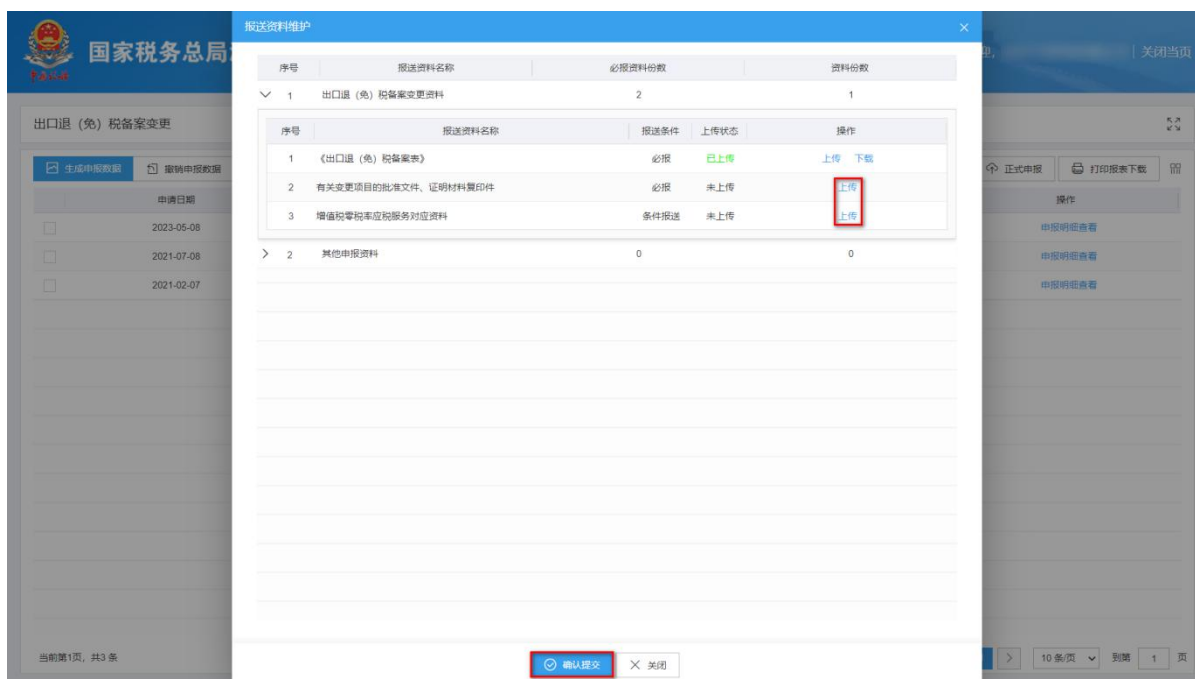 报送资料维护
国家税务总局
关闭当页
序号 报送资料名称 必报资料份数 资料份数
1 出口退（免）税备案变更资料 2 1
序号 报送资料名称 报送条件 上传状态 操作
1 《出口退（免）税备案表》 必报 已上传 上传 下载
2 有关变更项目的批准文件、证明材料复印件 必报 未上传 上传
3 增值税零税率应税服务对应资料 条件报送 未上传 上传
2 其他申报资料 0 0
出口退（免）税备案变更
生成申报数据 撤销申报数据 正式申报 打印报表下载
申请日期 操作
2023-05-08 申报明细查看
2021-07-08 申报明细查看
2021-02-07 申报明细查看
当前第1页，共3条 10条/页 到第 1 页
确认提交 关闭